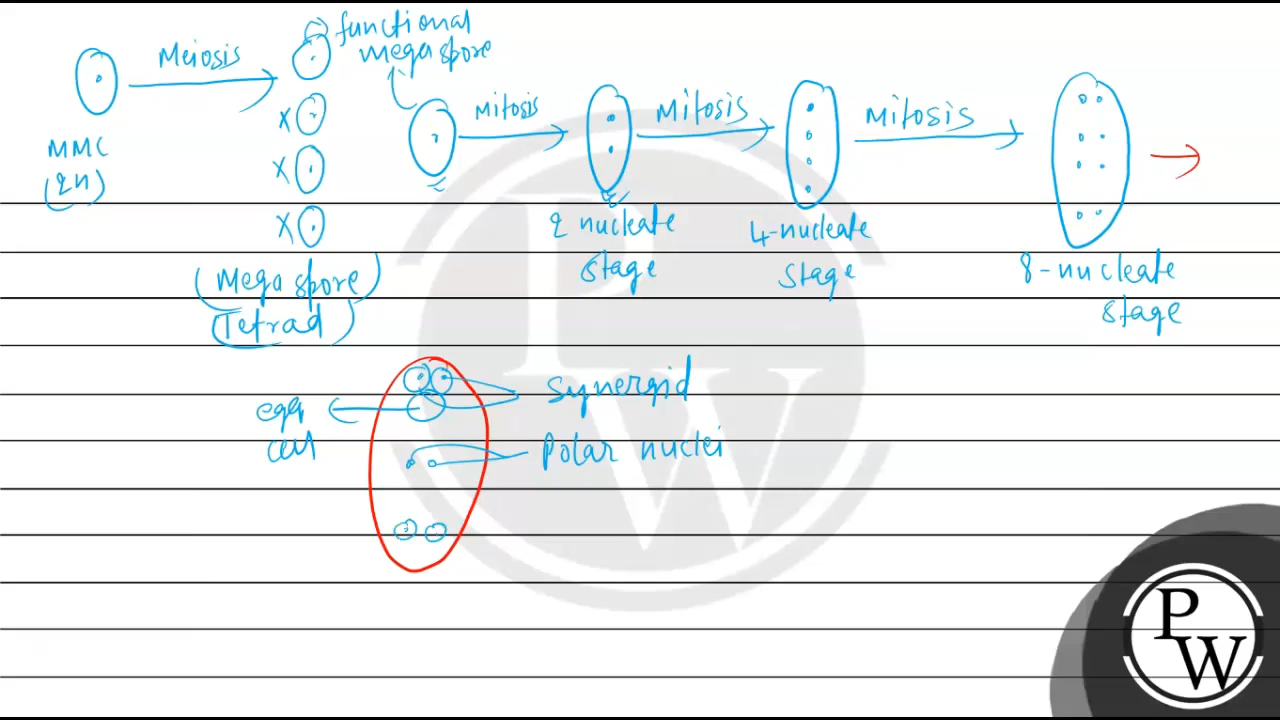 functional
megaspore
Meiosis
MMC
(2n)
X
X
X
(Megaspore)
(Tetrad)
Mitosis
2 nucleate
stage
Mitosis
4-nucleate
stage
Mitosis
8-nucleate
stage
egg
cell
synergid
Polar nuclei
PW
PW